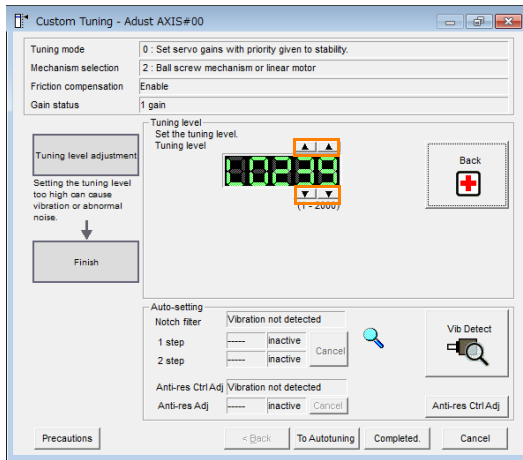 Custom Tuning - Adust AXIS#00
Tuning mode
0 : Set servo gains with priority given to stability.
Mechanism selection
2 : Ball screw mechanism or linear motor
Friction compensation
Enable
Gain status
1 gain
Tuning level adjustment
Setting the tuning level
too high can cause
vibration or abnormal
noise.
Finish
Tuning level
Set the tuning level.
Tuning level
L0239
(1 - 2000)
Back
Auto-setting
Notch filter
Vibration not detected
1 step
-----
inactive
2 step
-----
inactive
Cancel
Anti-res Ctrl Adj
Vibration not detected
Anti-res Adj
-----
inactive
Cancel
Vib Detect
Anti-res Ctrl Adj
Precautions
< Back
To Autotuning
Completed.
Cancel